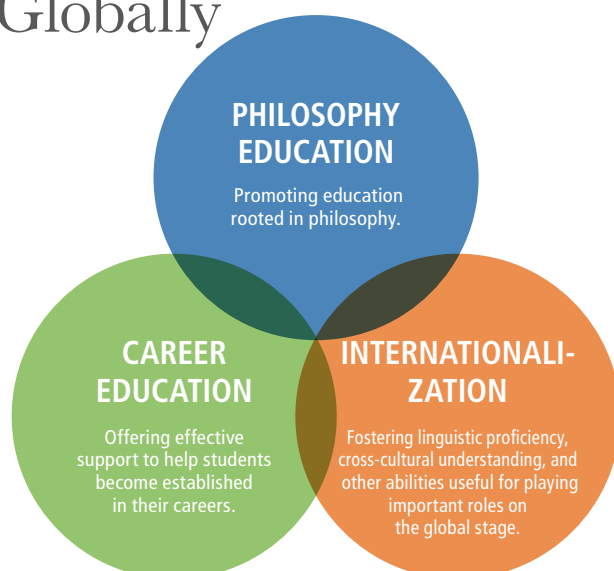 Globally
PHILOSOPHY
EDUCATION
Promoting education
rooted in philosophy.
CAREER
EDUCATION
Offering effective
support to help students
become established
in their careers.
INTERNATIONALI-
ZATION
Fostering linguistic proficiency,
cross-cultural understanding, and
other abilities useful for playing
important roles on
the global stage.